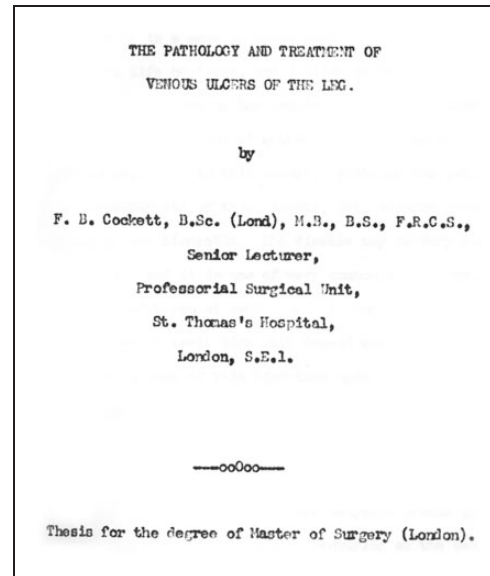 THE PATHOLOGY AND TREATMENT OF
VENOUS ULCERS OF THE LEG.
by
F. B. Cockett, B.Sc. (Lond), M.B., B.S., F.R.C.S.,
Senior Lecturer,
Professorial Surgical Unit,
St. Thomas's Hospital,
London, S.E.1.
---ooOoo---
Thesis for the degree of Master of Surgery (London).